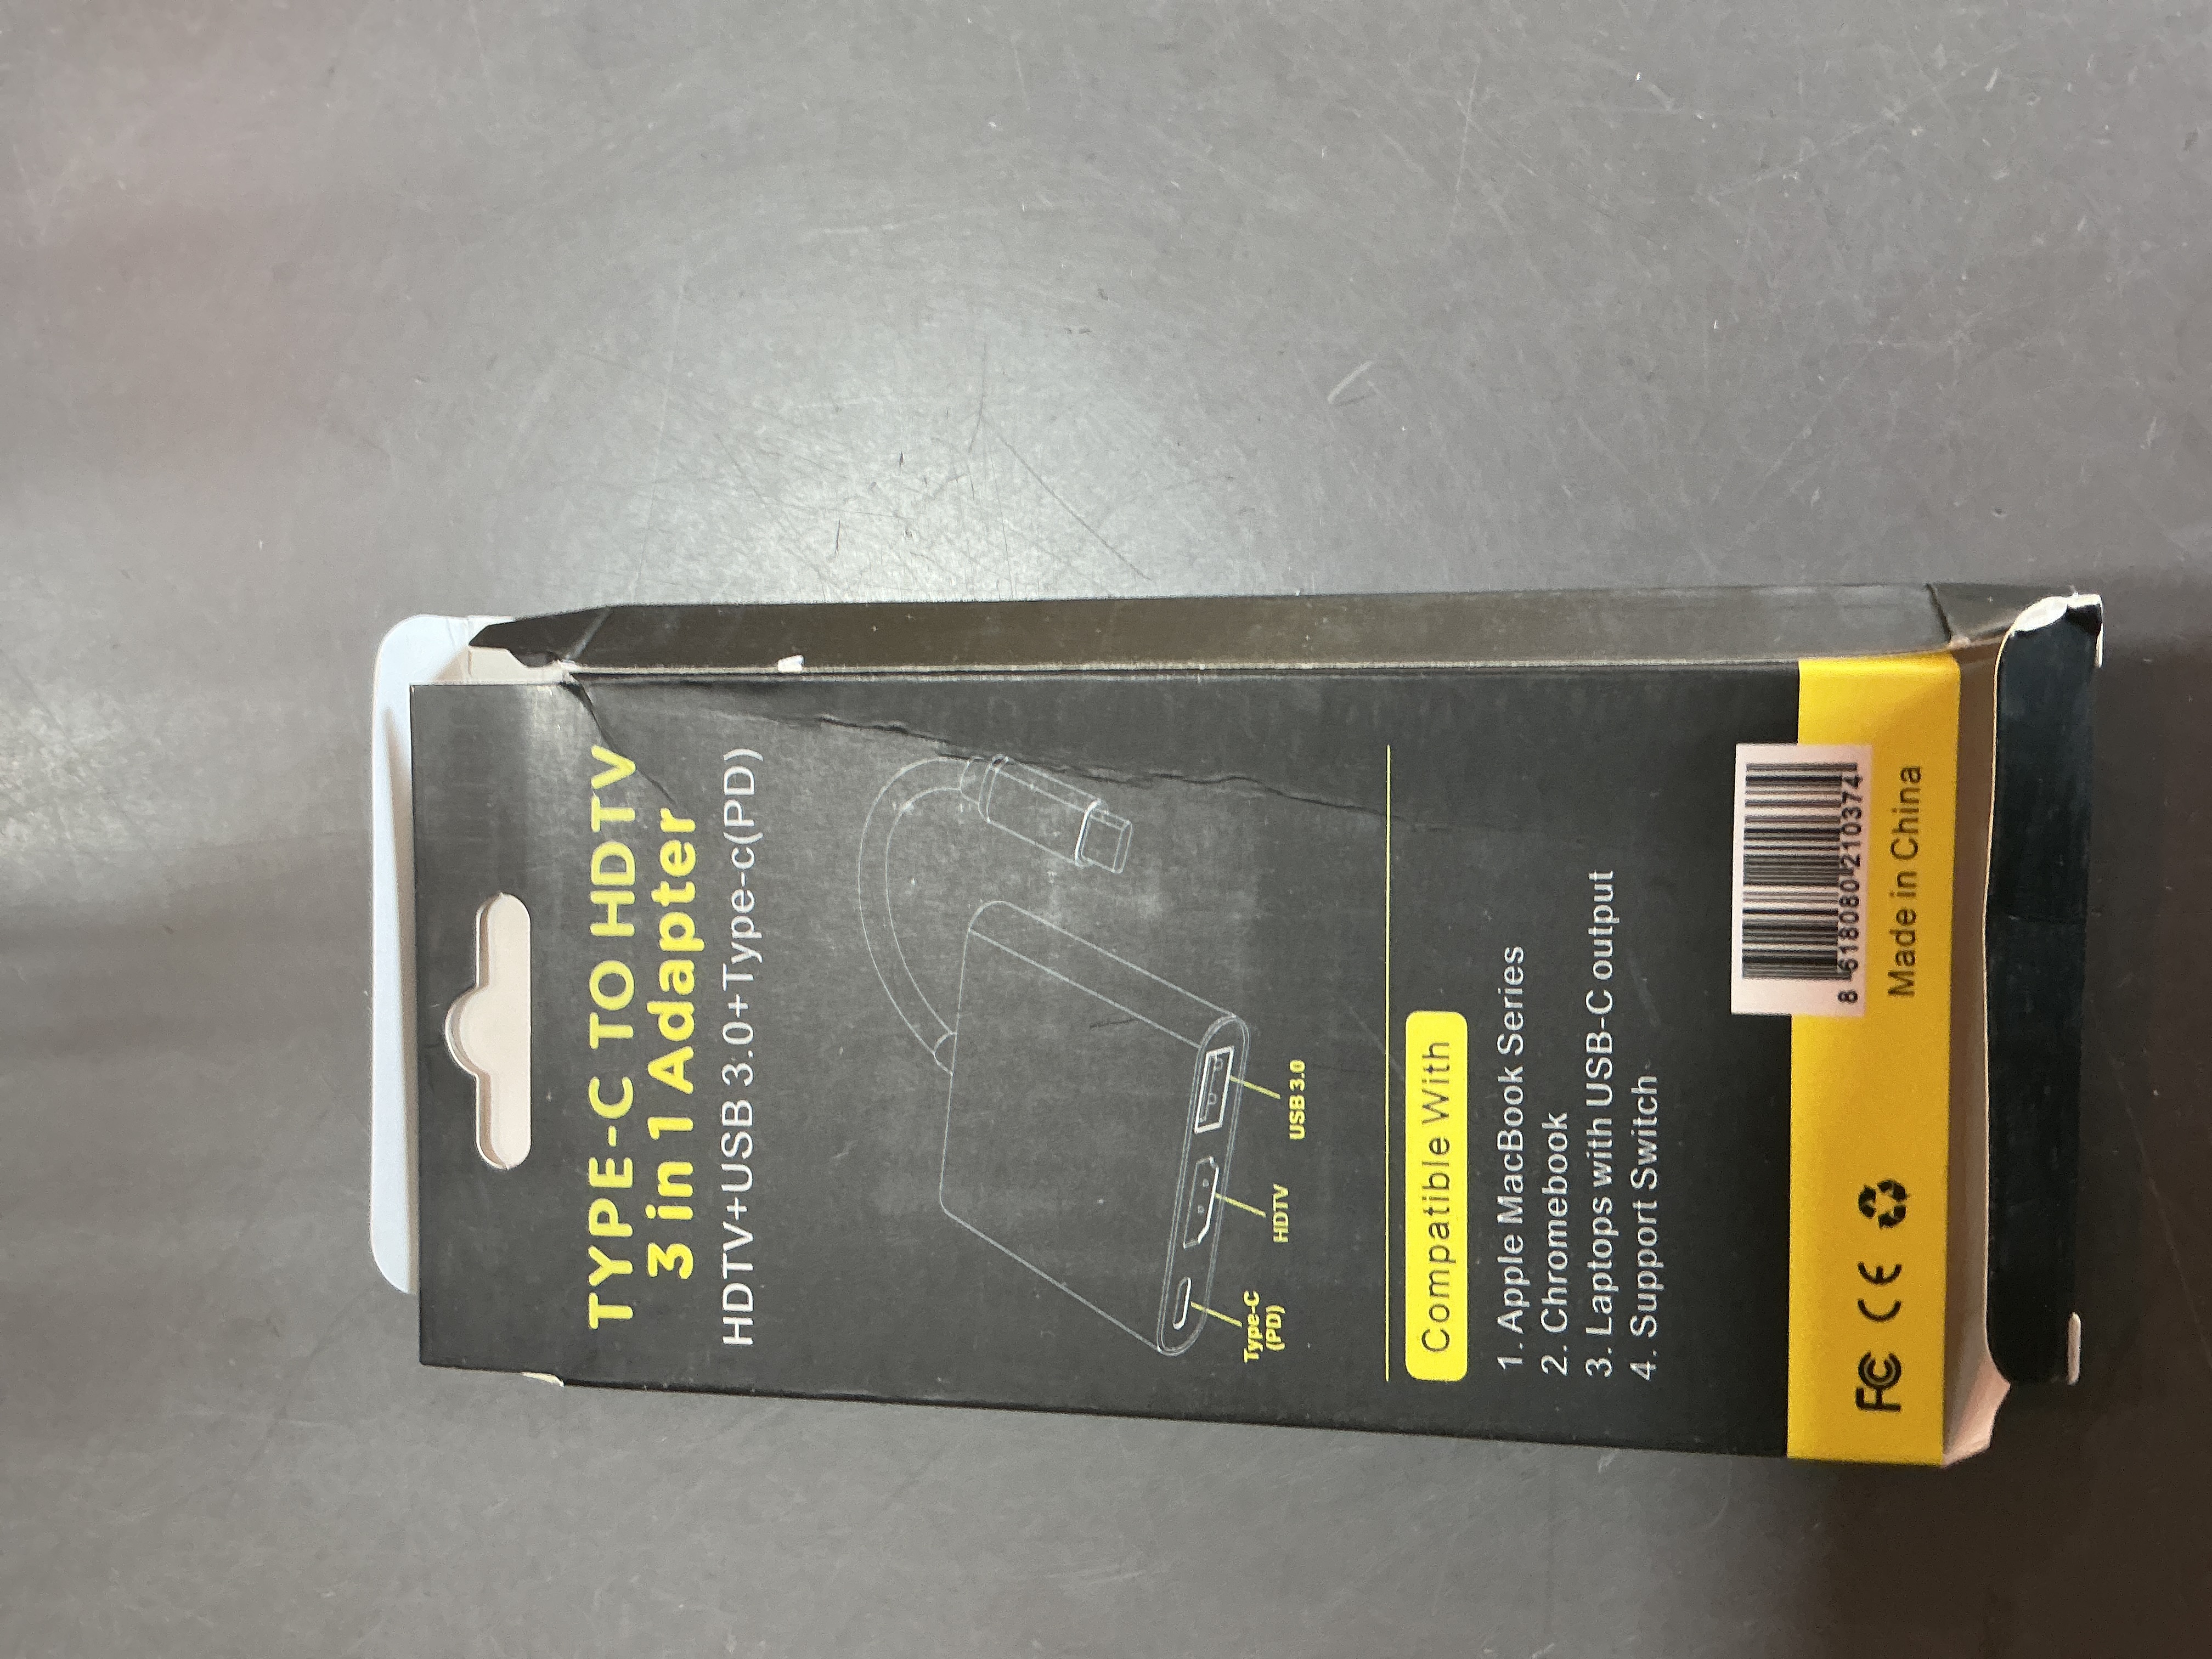 TYPE-C TO HDTV
3 in 1 Adapter
HDTV+USB 3.0+Type-c(PD)
Type-C
(PD)
HDTV
USB 3.0
Compatible With
1. Apple MacBook Series
2. Chromebook
3. Laptops with USB-C output
4. Support Switch
8 618080 210374
FC CE
Made in China